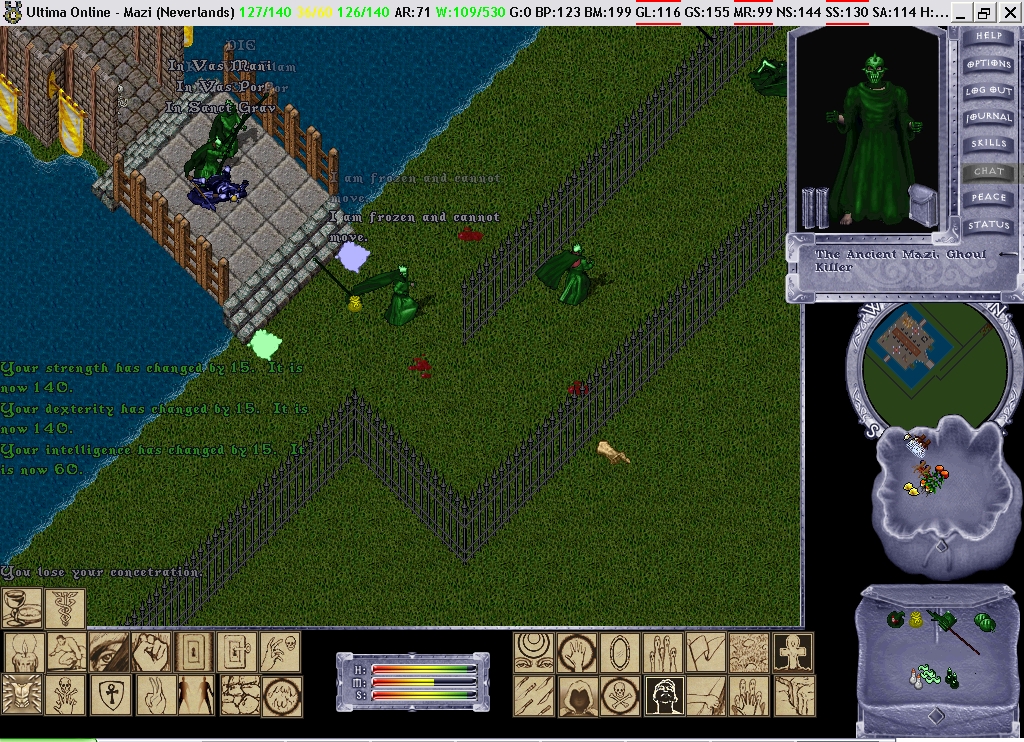 Ultima Online - Mazi (Neverlands) 127/140 36/60 126/140 AR:71 W:109/530 G:0 BP:123 BM:199 GL:116 GS:155 MR:99 NS:144 SS:130 SA:114 H:...
HELP
OPTIONS
LOG OUT
JOURNAL
SKILLS
CHAT
PEACE
STATUS
The Ancient Mazi, Ghoul
Killer
DIE
In Vas Mani
In Vas Por
In Sanct Grav
I am frozen and cannot
move.
I am frozen and cannot
move.
Your strength has changed by 15. It is
now 140.
Your dexterity has changed by 15. It is
now 140.
Your intelligence has changed by 15. It
is now 60.
You lose your concetration.
W
N
S
H:
M:
S: